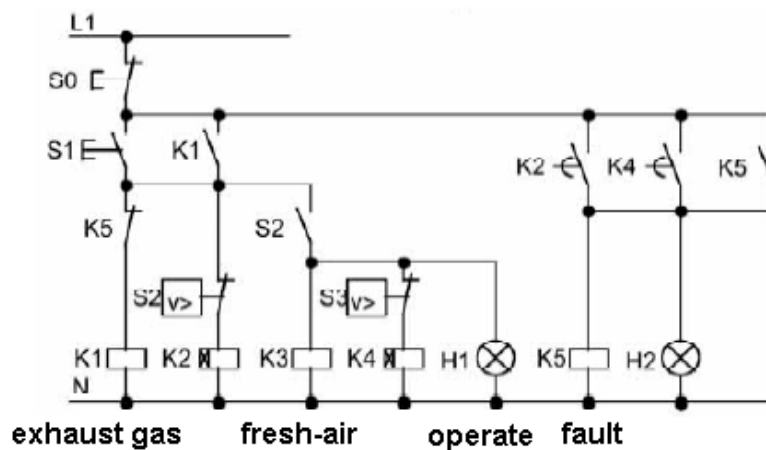 L1
S0
S1 K1 K2 K4 K5
K5 S2
S2 v> S3 v>
K1 K2 K3 K4 H1 K5 H2
N
exhaust gas fresh-air operate fault